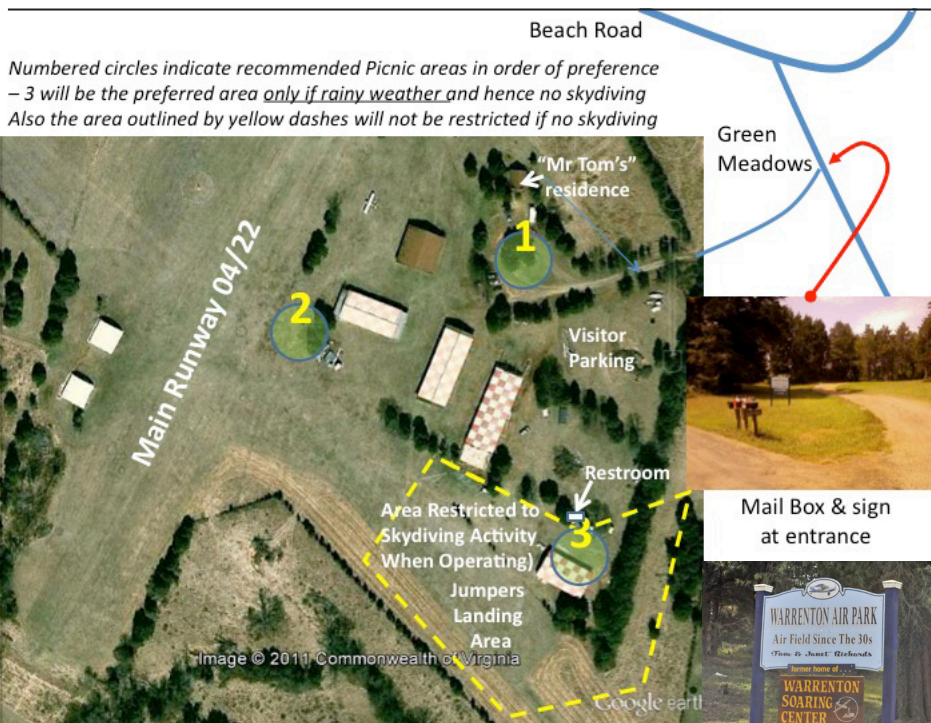 Beach Road
Numbered circles indicate recommended Picnic areas in order of preference
– 3 will be the preferred area only if rainy weather and hence no skydiving
Also the area outlined by yellow dashes will not be restricted if no skydiving
Green
Meadows
"Mr Tom's"
residence
1
2
Main Runway 04/22
Visitor
Parking
Restroom
3
Area Restricted to
Skydiving Activity
When Operating)
Jumpers
Landing
Area
Mail Box & sign
at entrance
WARRENTON AIR PARK
Air Field Since The 30s
Tom & Janet Richards
former home of . . .
WARRENTON
SOARING
CENTER
Image © 2011 Commonwealth of Virginia
Google earth